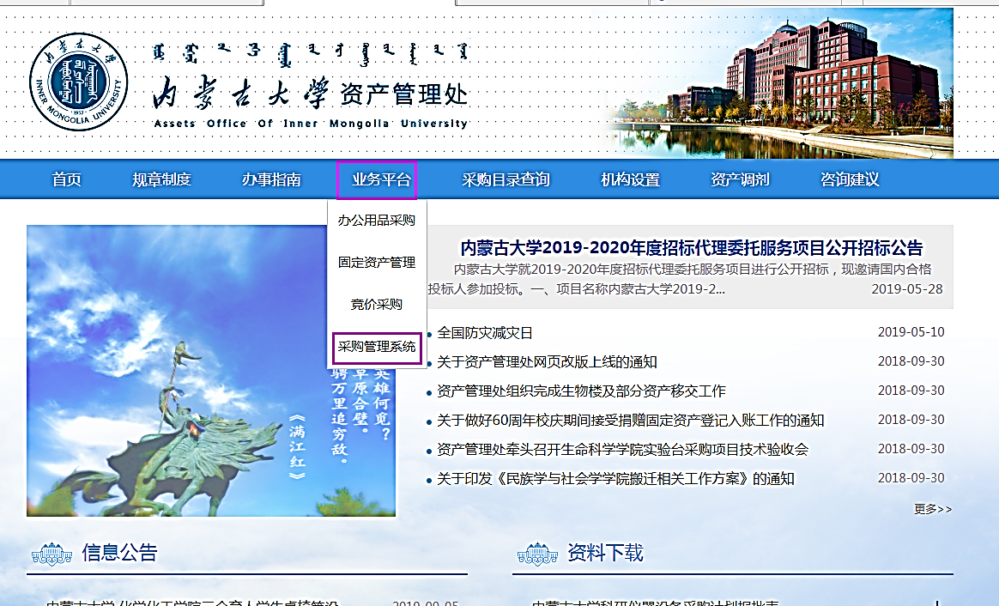 INNER MONGOLIA UNIVERSITY
·1957·
内蒙古大学 资产管理处
Assets Office Of Inner Mongolia University
首页 规章制度 办事指南 业务平台 采购目录查询 机构设置 资产调剂 咨询建议
办公用品采购
固定资产管理
竞价采购
采购管理系统
内蒙古大学2019-2020年度招标代理委托服务项目公开招标公告
内蒙古大学就2019-2020年度招标代理委托服务项目进行公开招标，现邀请国内合格
投标人参加投标。一、项目名称内蒙古大学2019-2... 2019-05-28
全国防灾减灾日 2019-05-10
关于资产管理处网页改版上线的通知 2018-09-30
资产管理处组织完成生物楼及部分资产移交工作 2018-09-30
关于做好60周年校庆期间接受捐赠固定资产登记入账工作的通知 2018-09-30
资产管理处牵头召开生命科学学院实验台采购项目技术验收会 2018-09-30
关于印发《民族学与社会学学院搬迁相关工作方案》的通知 2018-09-30
更多>>
英雄何觅？
草原合璧。
骋万里追穷敌。
《满江红》
信息公告
资料下载